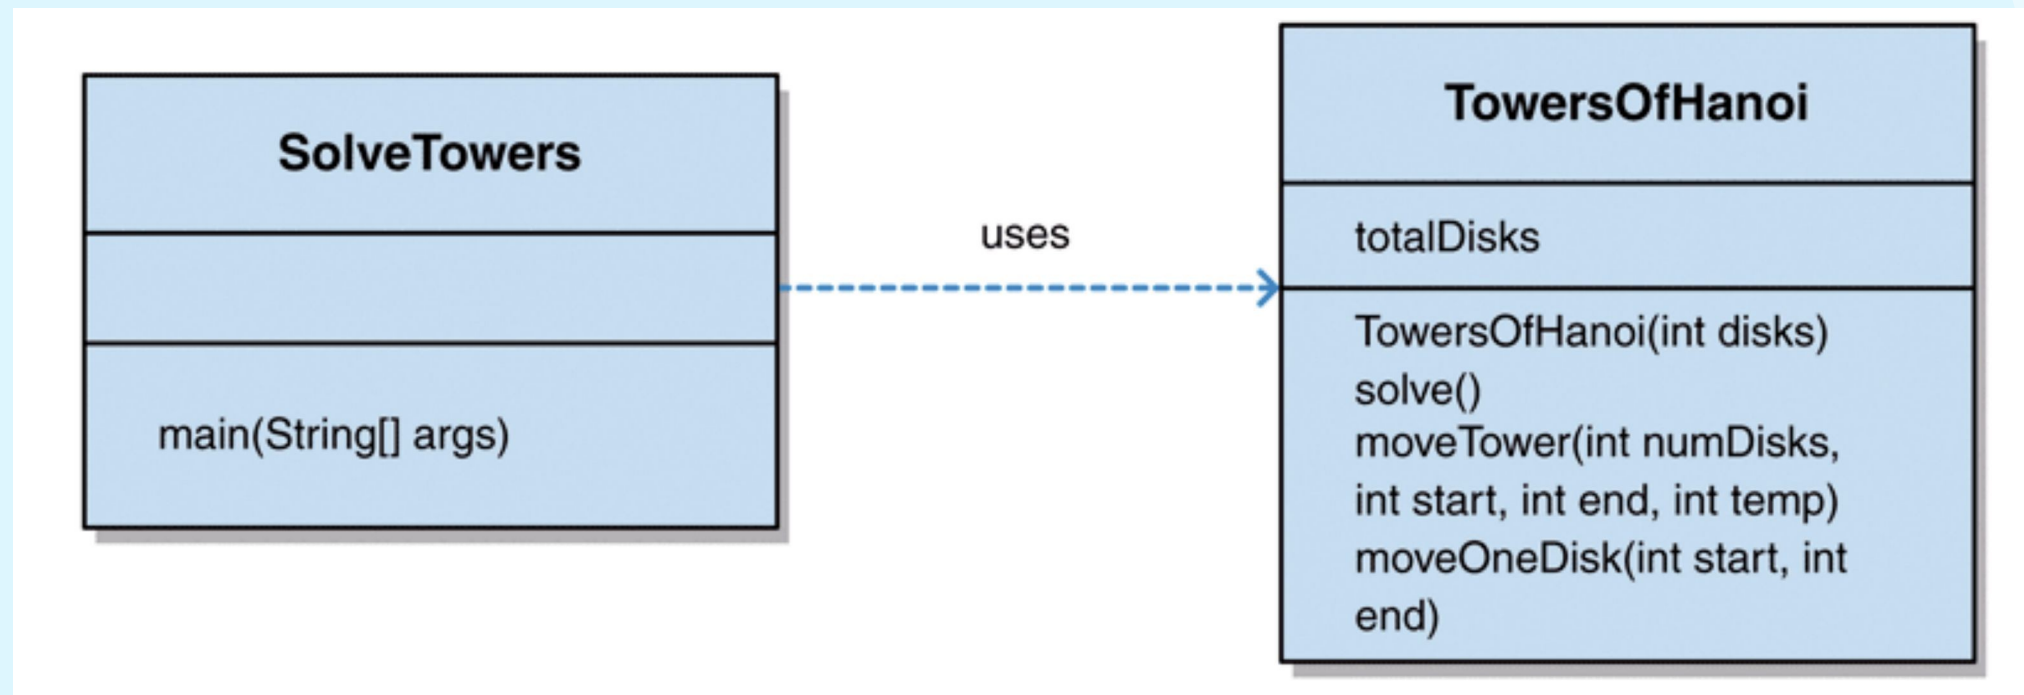 SolveTowers
main(String[] args)
uses
TowersOfHanoi
totalDisks
TowersOfHanoi(int disks)
solve()
moveTower(int numDisks,
int start, int end, int temp)
moveOneDisk(int start, int
end)